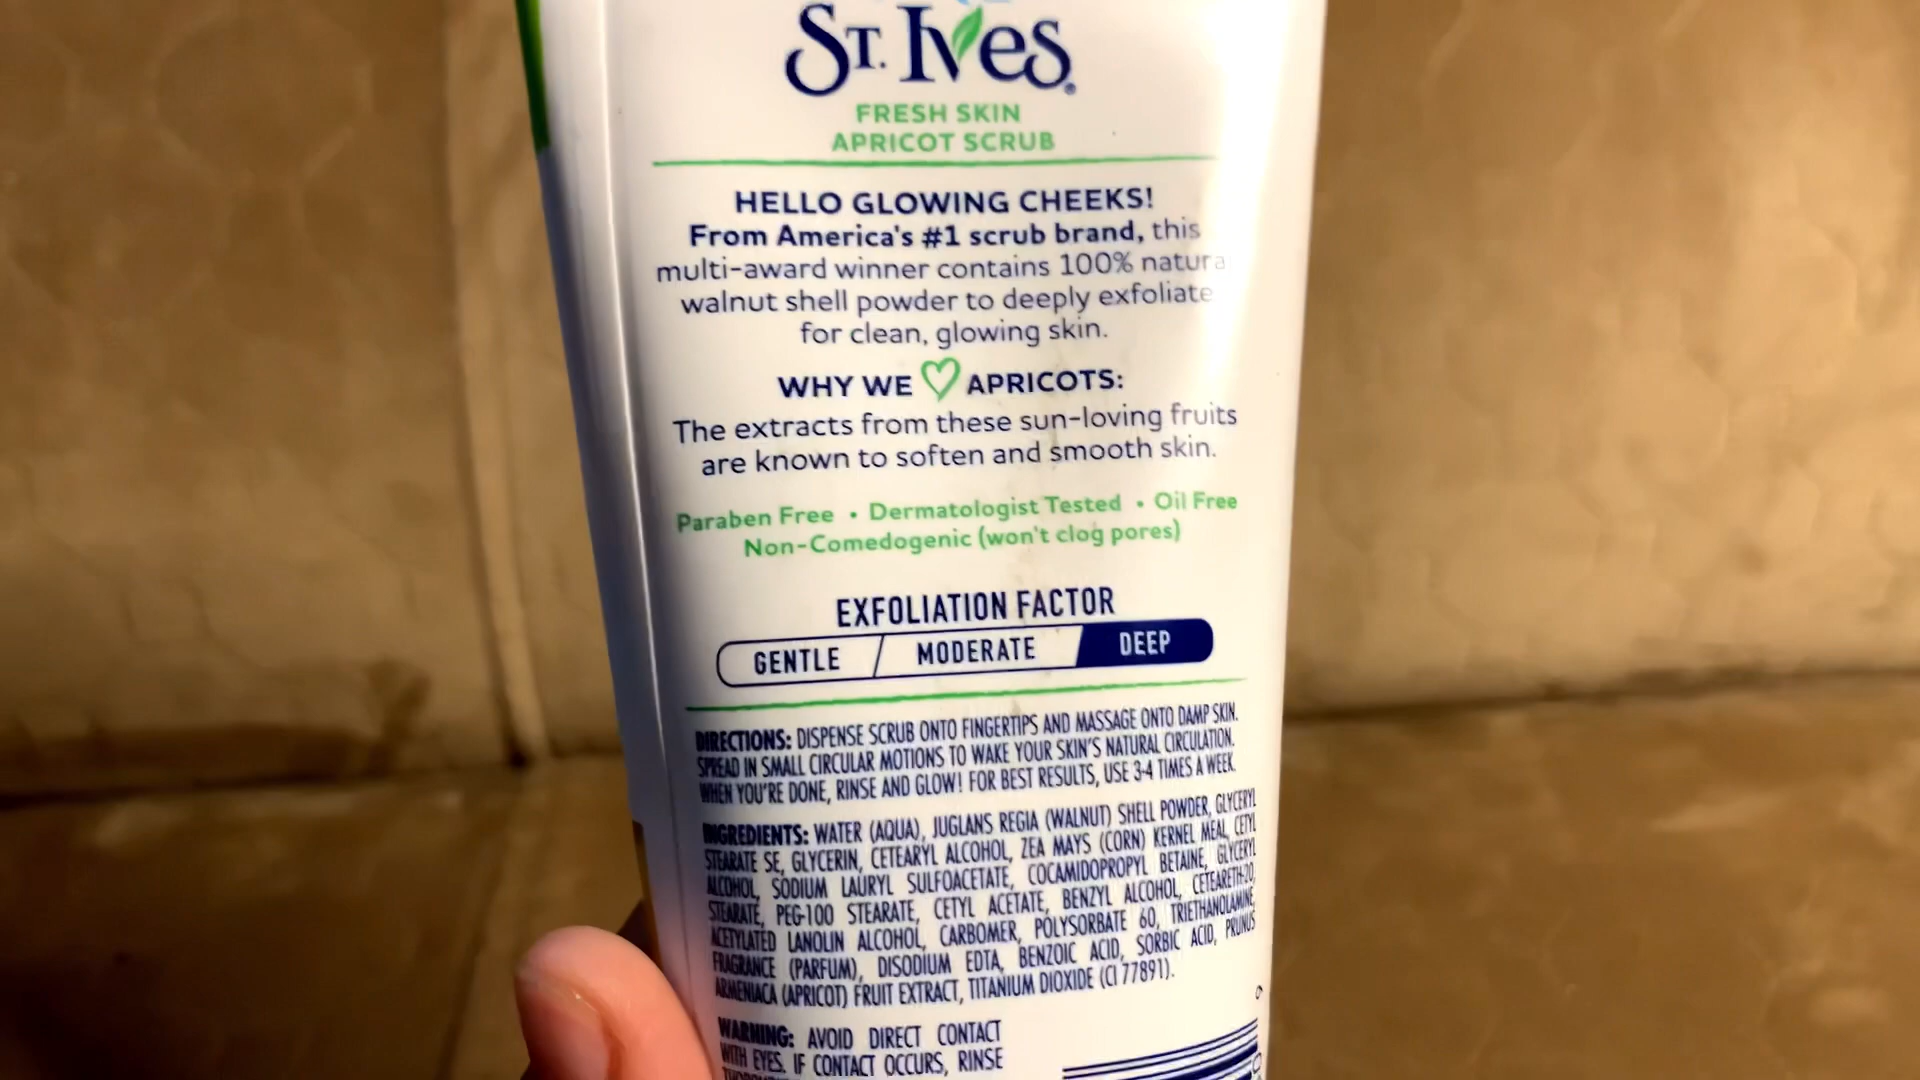 ST. Ives
FRESH SKIN
APRICOT SCRUB
HELLO GLOWING CHEEKS!
From America's #1 scrub brand, this
multi-award winner contains 100% natura
walnut shell powder to deeply exfoliate
for clean, glowing skin.
WHY WE ♡ APRICOTS:
The extracts from these sun-loving fruits
are known to soften and smooth skin.
Paraben Free • Dermatologist Tested • Oil Free
Non-Comedogenic (won't clog pores)
EXFOLIATION FACTOR
GENTLE MODERATE DEEP
DIRECTIONS: DISPENSE SCRUB ONTO FINGERTIPS AND MASSAGE ONTO DAMP SKIN.
SPREAD IN SMALL CIRCULAR MOTIONS TO WAKE YOUR SKIN'S NATURAL CIRCULATION.
WHEN YOU'RE DONE, RINSE AND GLOW! FOR BEST RESULTS, USE 3-4 TIMES A WEEK.
INGREDIENTS: WATER (AQUA), JUGLANS REGIA (WALNUT) SHELL POWDER, GLYCERYL
STEARATE SE, GLYCERIN, CETEARYL ALCOHOL, ZEA MAYS (CORN) KERNEL MEAL, CETYL
ALCOHOL, SODIUM LAURYL SULFOACETATE, COCAMIDOPROPYL BETAINE, GLYCERYL
STEARATE, PEG-100 STEARATE, CETYL ACETATE, BENZYL ALCOHOL, CETEARETH-20,
ACETYLATED LANOLIN ALCOHOL, CARBOMER, POLYSORBATE 60, TRIETHANOLAMINE,
FRAGRANCE (PARFUM), DISODIUM EDTA, BENZOIC ACID, SORBIC ACID, PRUNUS
ARMENIACA (APRICOT) FRUIT EXTRACT, TITANIUM DIOXIDE (CI 77891).
WARNING: AVOID DIRECT CONTACT
WITH EYES. IF CONTACT OCCURS, RINSE